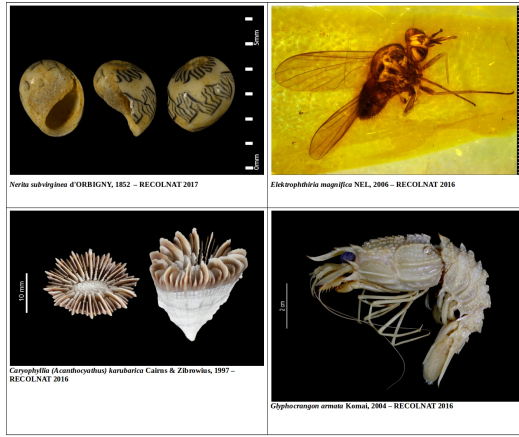 5mm
0mm
Nerita subvirginea d'ORBIGNY, 1852 – RECOLNAT 2017
Elektrophthiria magnifica NEL, 2006 – RECOLNAT 2016
10 mm
2 cm
Caryophyllia (Acanthocyathus) karubarica Cairns & Zibrowius, 1997 –
RECOLNAT 2016
Glyphocrangon armata Komai, 2004 – RECOLNAT 2016